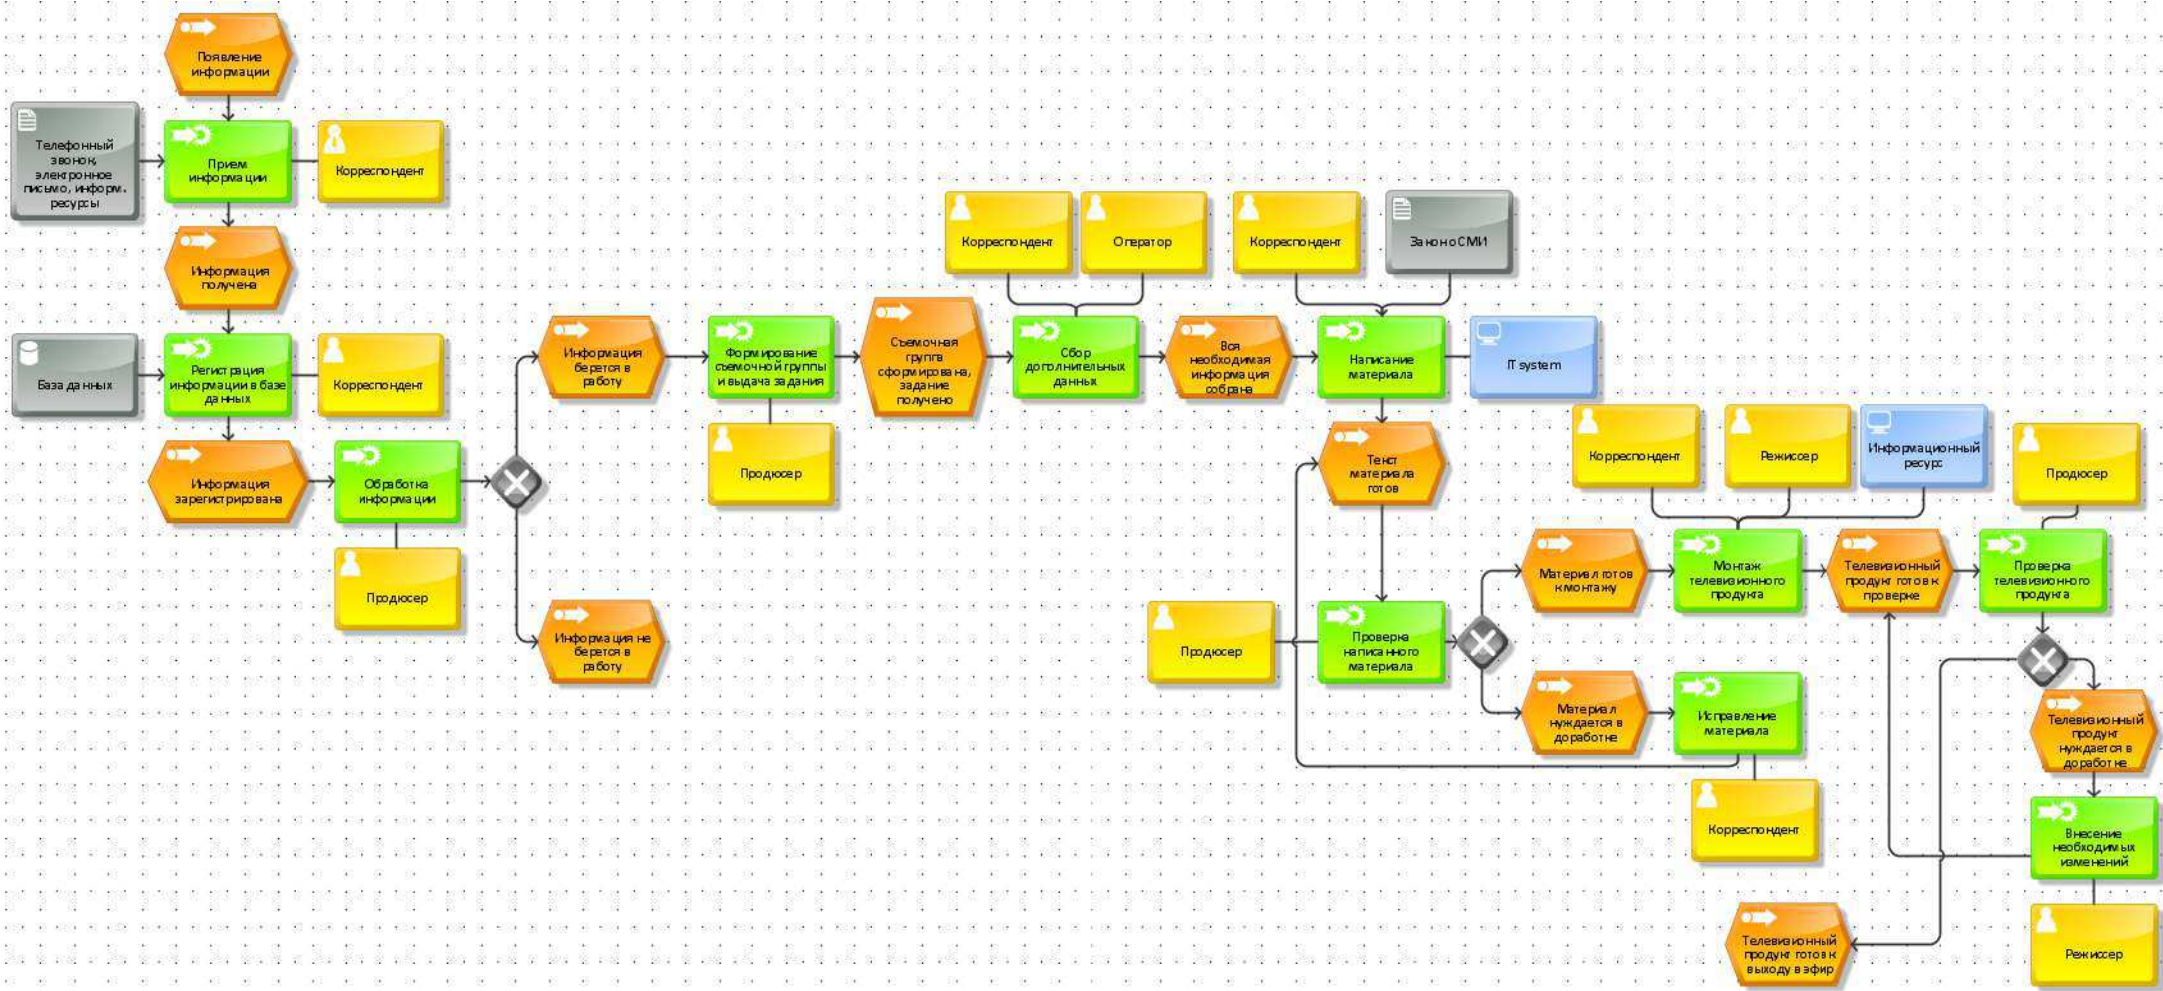 Появление
информации
Телефонный
звонок,
электронное
письмо, информ.
ресурсы
Прием
информации
Корреспондент
Информация
получена
База данных
Регистрация
информации в базе
данных
Корреспондент
Информация
зарегистрирована
Обработка
информации
Продюсер
Информация
берется в
работу
Информация не
берется в
работу
Формирование
съемочной группы
и выдача задания
Продюсер
Съемочная
группа
сформирована,
задание
получено
Корреспондент
Оператор
Сбор
дополнительных
данных
Вся
необходимая
информация
собрана
Корреспондент
Закон о СМИ
Написание
материала
IT system
Текст
материала
готов
Продюсер
Проверка
написанного
материала
Материал готов
к монтажу
Материал
нуждается в
доработке
Исправление
материала
Корреспондент
Корреспондент
Режиссер
Информационный
ресурс
Монтаж
телевизионного
продукта
Телевизионный
продукт готов к
проверке
Продюсер
Проверка
телевизионного
продукта
Телевизионный
продукт
нуждается в
доработке
Внесение
необходимых
изменений
Режиссер
Телевизионный
продукт готов к
выходу в эфир